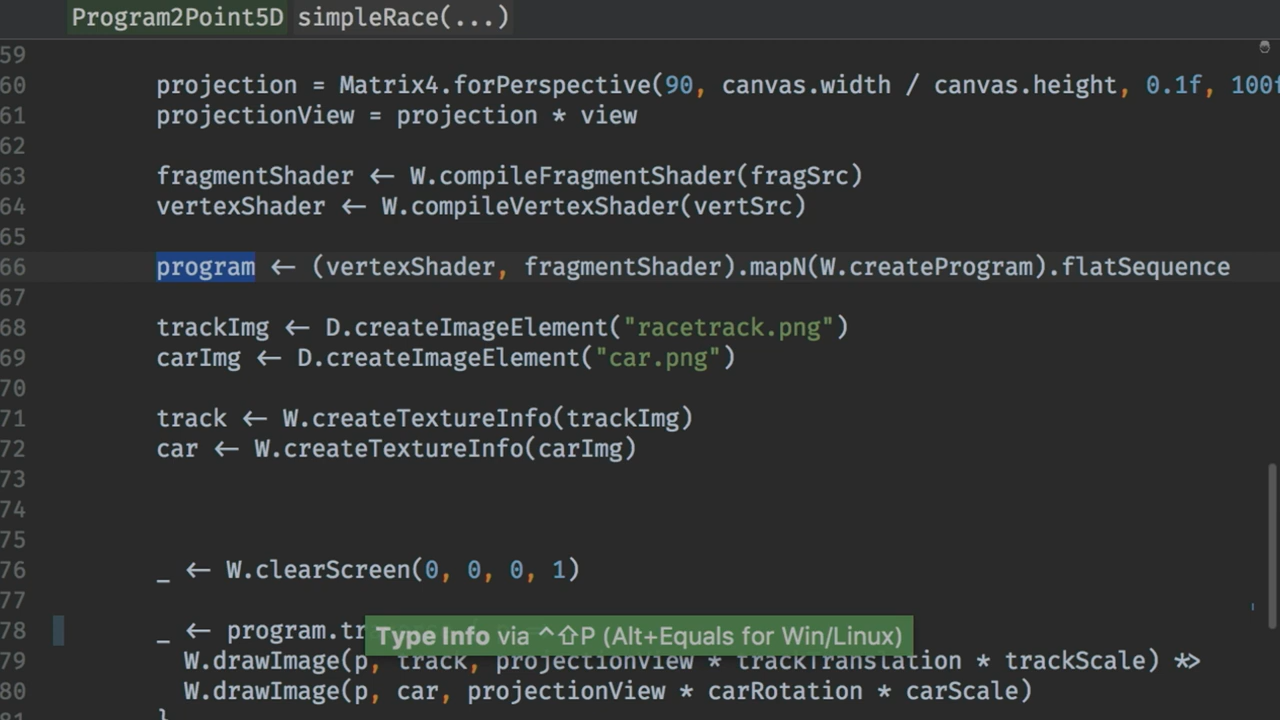 Program2Point5D simpleRace(...)
59
60 projection = Matrix4.forPerspective(90, canvas.width / canvas.height, 0.1f, 100f
61 projectionView = projection * view
62
63 fragmentShader ← W.compileFragmentShader(fragSrc)
64 vertexShader ← W.compileVertexShader(vertSrc)
65
66 program ← (vertexShader, fragmentShader).mapN(W.createProgram).flatSequence
67
68 trackImg ← D.createImageElement("racetrack.png")
69 carImg ← D.createImageElement("car.png")
70
71 track ← W.createTextureInfo(trackImg)
72 car ← W.createTextureInfo(carImg)
73
74
75
76 _ ← W.clearScreen(0, 0, 0, 1)
77
78 _ ← program.tr
Type Info via ⌃⇧P (Alt+Equals for Win/Linux)
79 W.drawImage(p, track, projectionView * trackTranslation * trackScale) *>
80 W.drawImage(p, car, projectionView * carRotation * carScale)
81 }